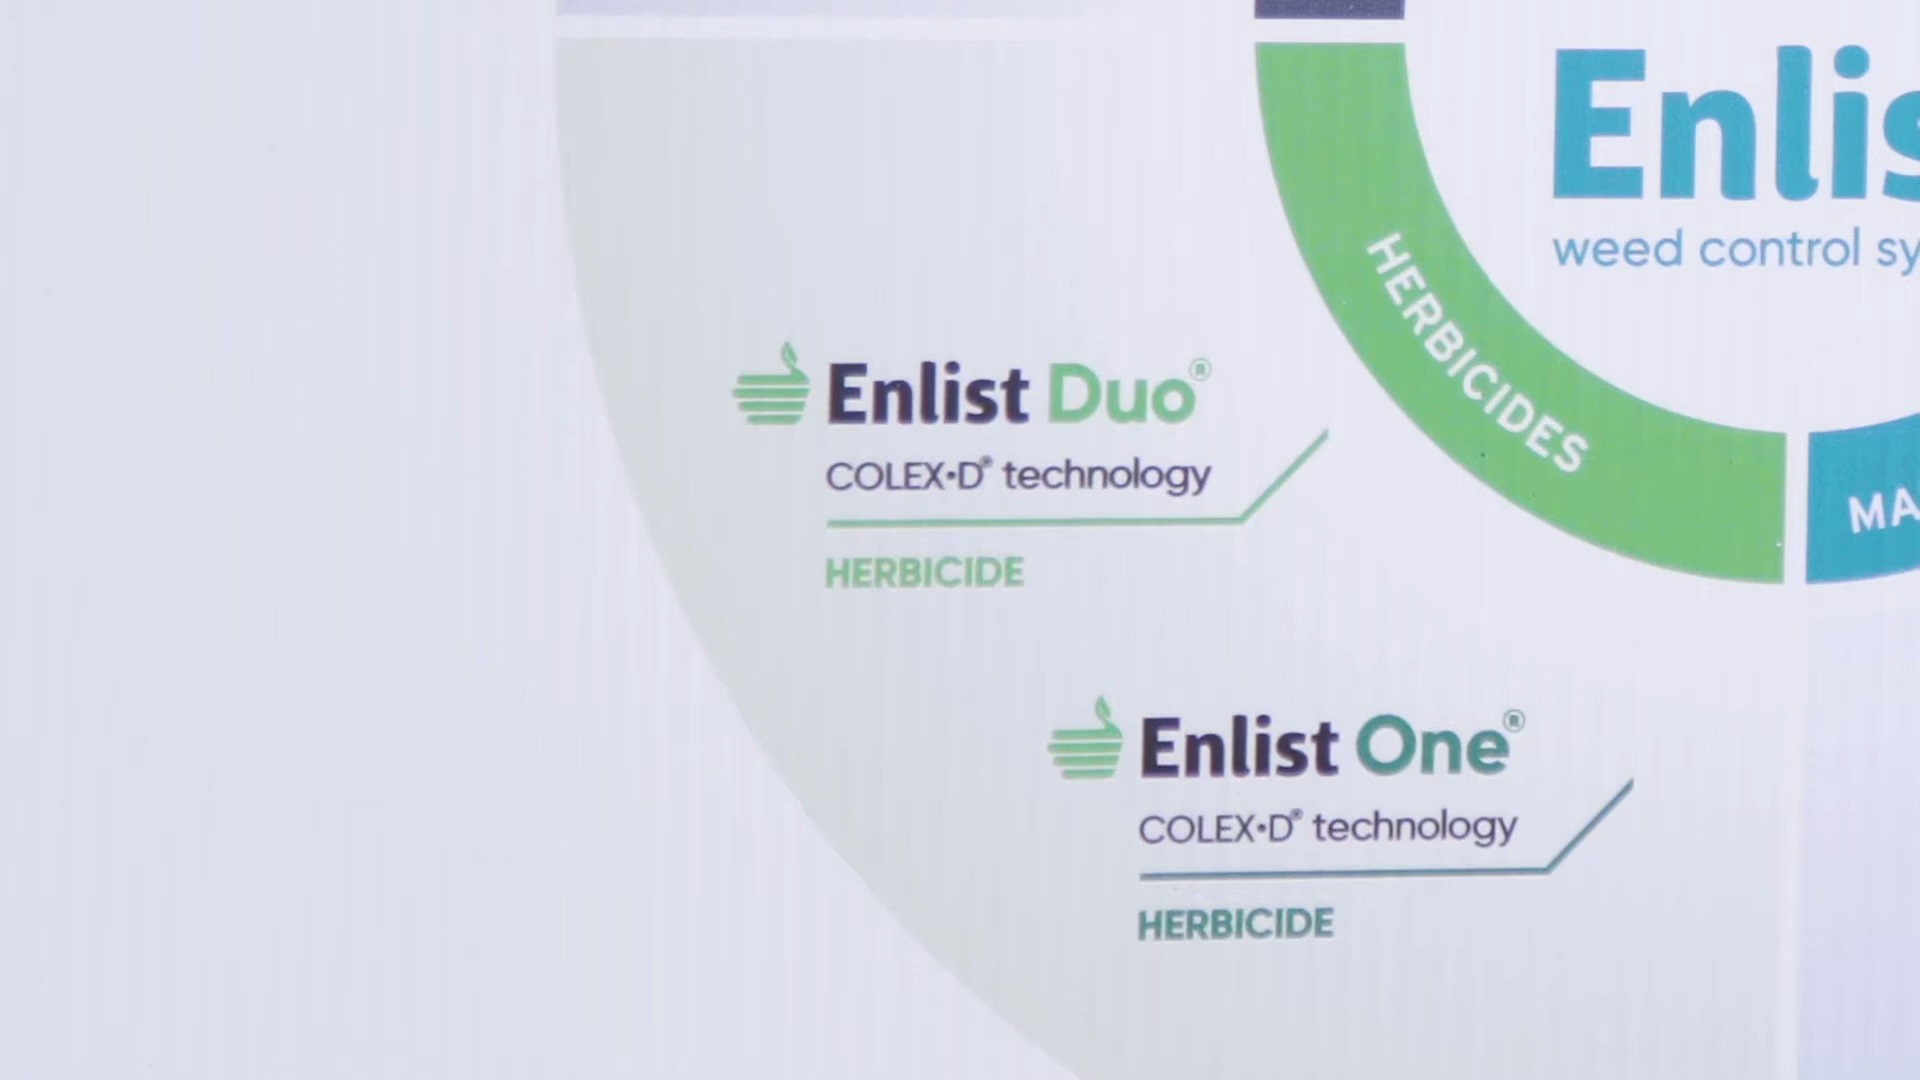 Enlis
weed control sy
HERBICIDES
MA
Enlist Duo®
COLEX•D® technology
HERBICIDE
Enlist One®
COLEX•D® technology
HERBICIDE